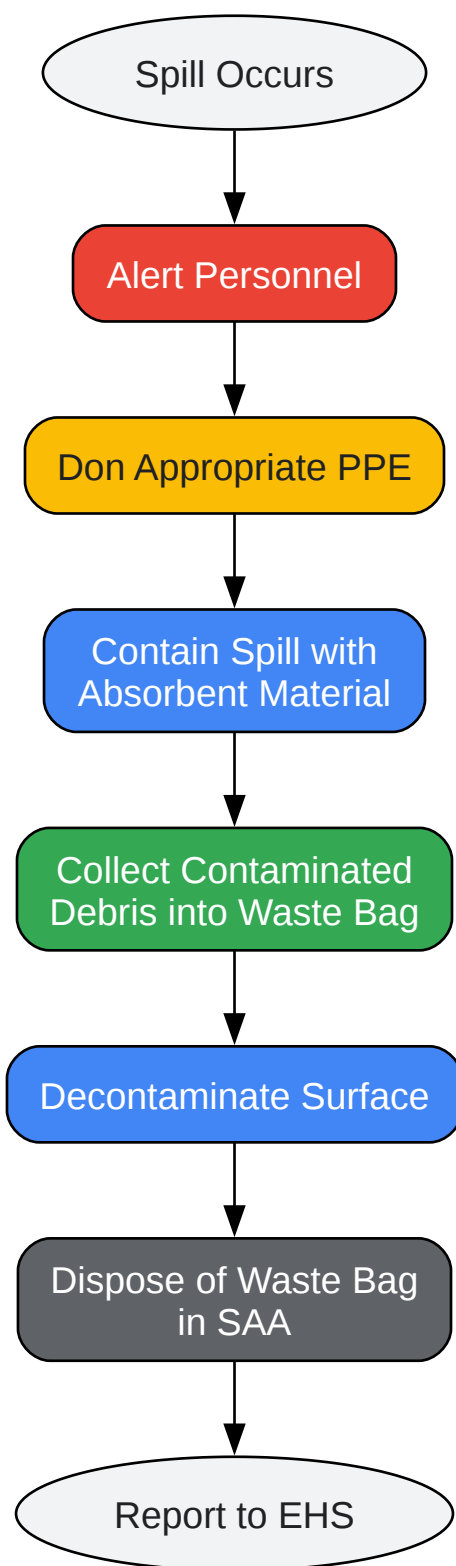 Spill Occurs
Alert Personnel
Don Appropriate PPE
Contain Spill with
Absorbent Material
Collect Contaminated
Debris into Waste Bag
Decontaminate Surface
Dispose of Waste Bag
in SAA
Report to EHS